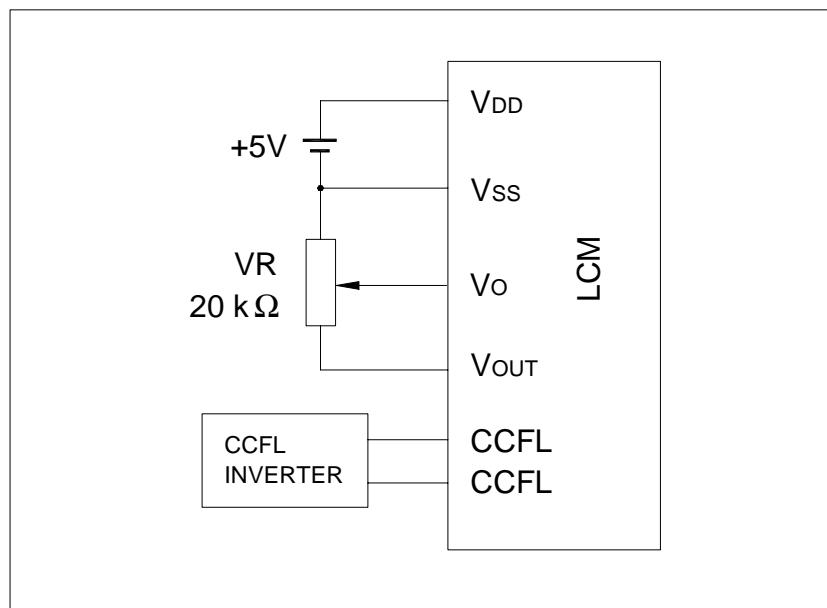 VDD
+5V
VSS
VR
20 kΩ
VO
LCM
VOUT
CCFL
INVERTER
CCFL
CCFL